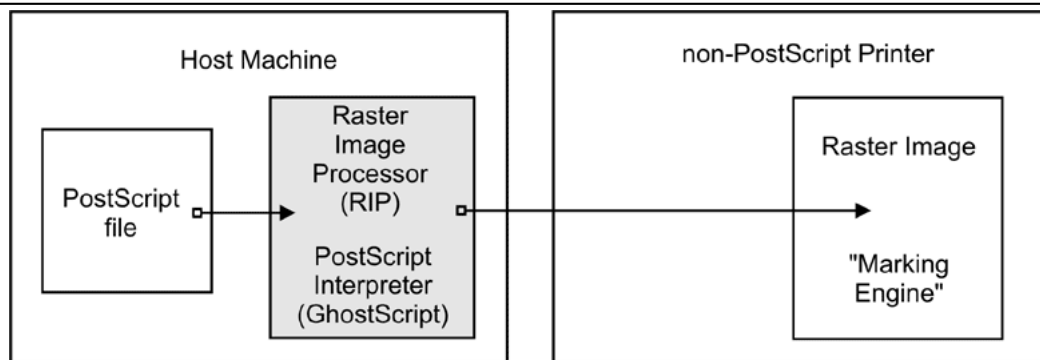 Host Machine
PostScript
file
Raster
Image
Processor
(RIP)
PostScript
Interpreter
(GhostScript)
non-PostScript Printer
Raster Image
"Marking
Engine"